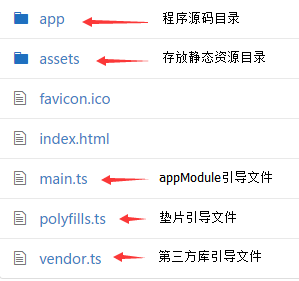 app 程序源码目录
assets 存放静态资源目录
favicon.ico
index.html
main.ts appModule引导文件
polyfills.ts 垫片引导文件
vendor.ts 第三方库引导文件